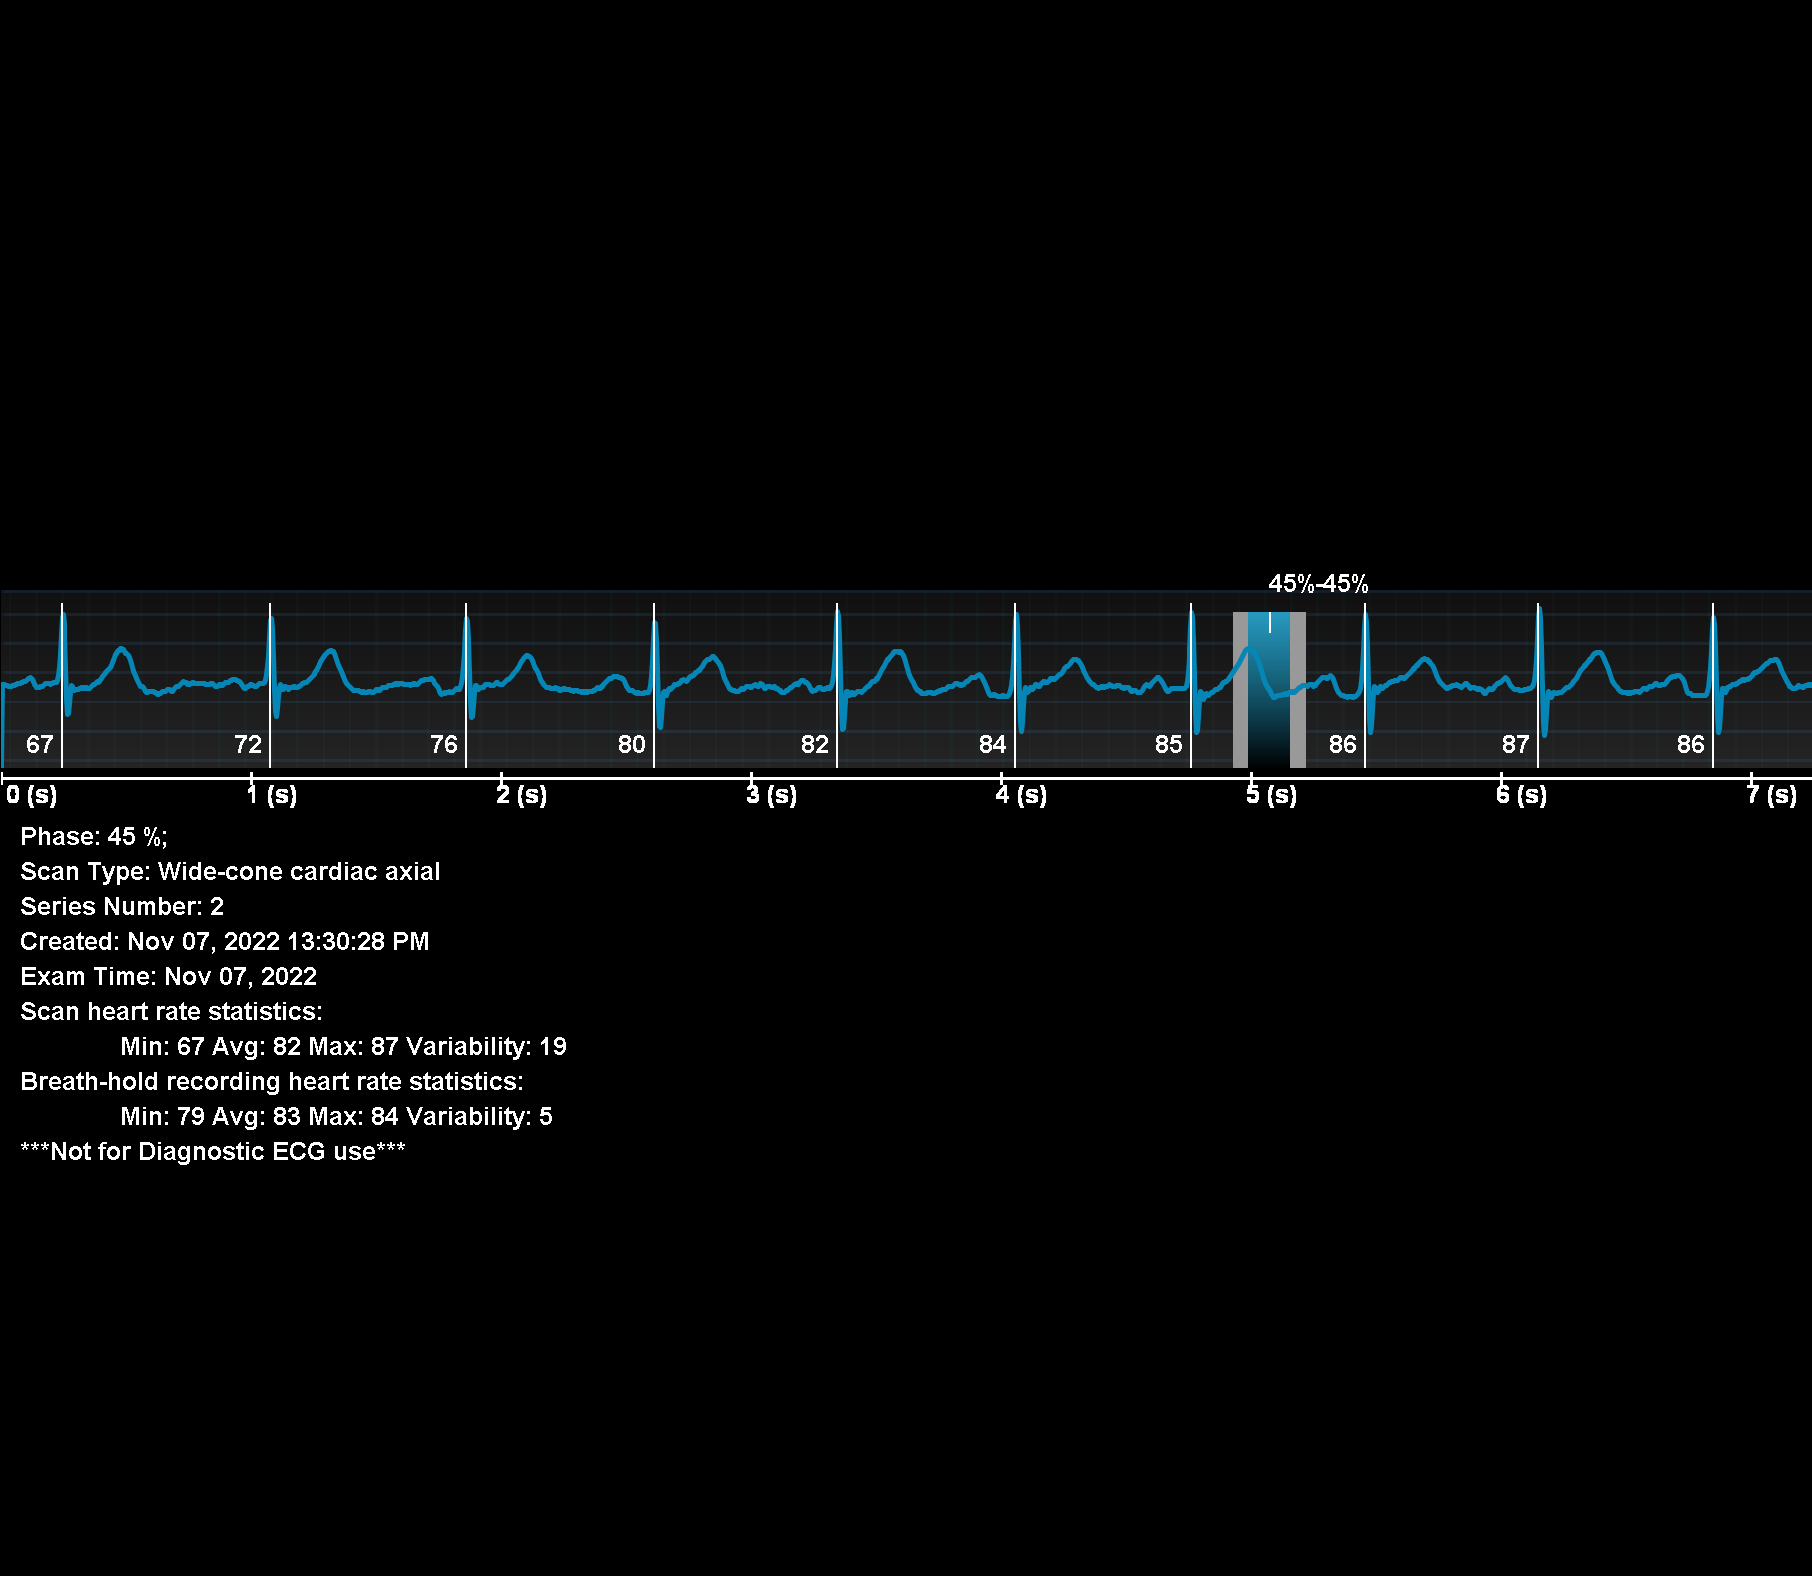 45%-45%
67 72 76 80 82 84 85 86 87 86
0 (s) 1 (s) 2 (s) 3 (s) 4 (s) 5 (s) 6 (s) 7 (s)
Phase: 45 %;
Scan Type: Wide-cone cardiac axial
Series Number: 2
Created: Nov 07, 2022 13:30:28 PM
Exam Time: Nov 07, 2022
Scan heart rate statistics:
Min: 67 Avg: 82 Max: 87 Variability: 19
Breath-hold recording heart rate statistics:
Min: 79 Avg: 83 Max: 84 Variability: 5
***Not for Diagnostic ECG use***